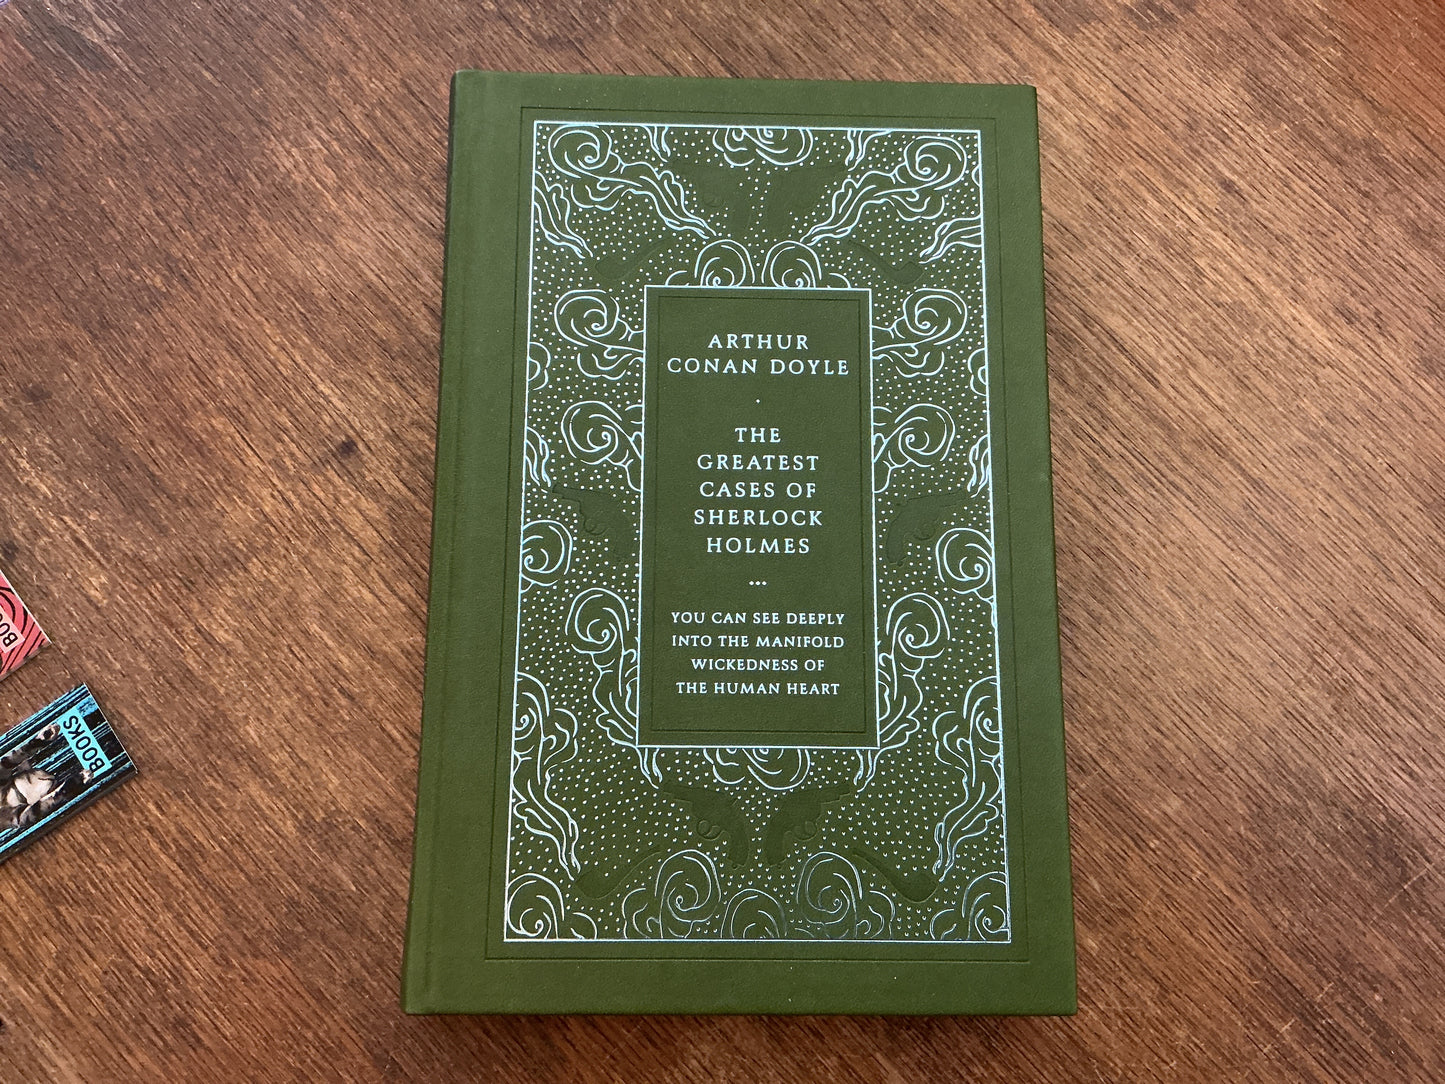 ARTHUR
CONAN DOYLE
THE
GREATEST
CASES OF
SHERLOCK
HOLMES
...
YOU CAN SEE DEEPLY
INTO THE MANIFOLD
WICKEDNESS OF
THE HUMAN HEART
BOOKS